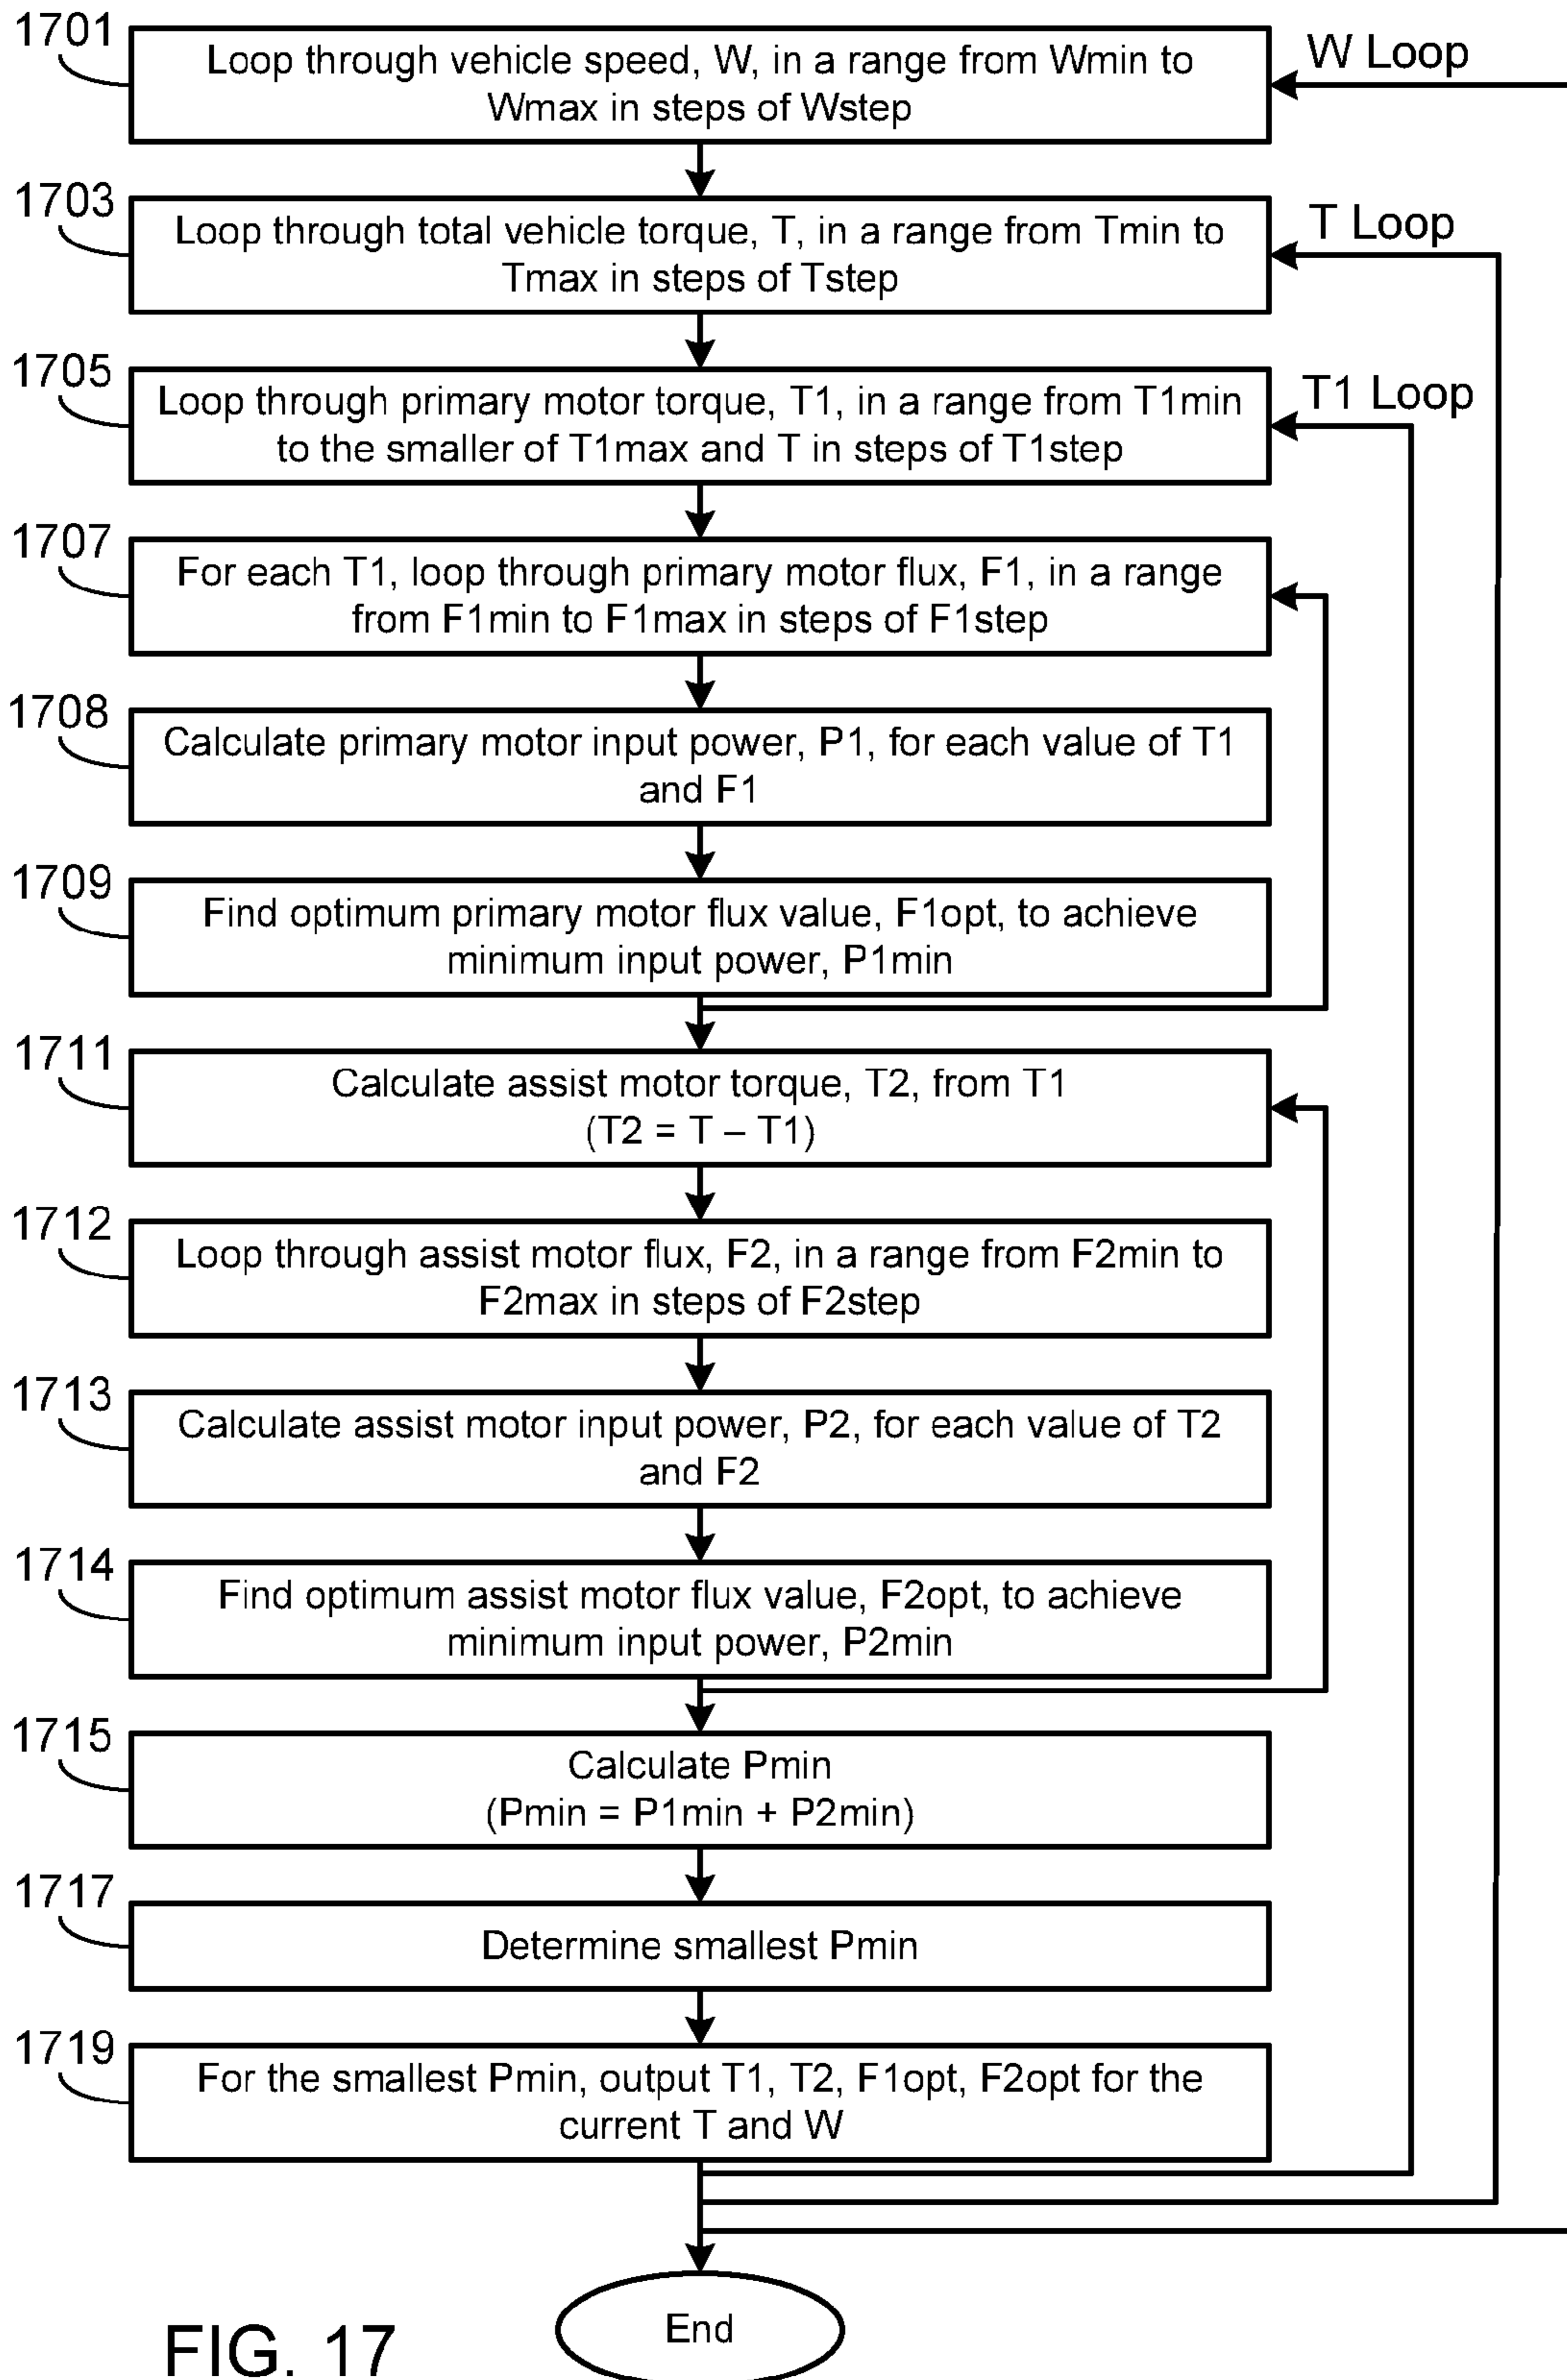 1701
Loop through vehicle speed, W, in a range from Wmin to
Wmax in steps of Wstep
W Loop
1703
Loop through total vehicle torque, T, in a range from Tmin to
Tmax in steps of Tstep
T Loop
1705
Loop through primary motor torque, T1, in a range from T1min
to the smaller of T1max and T in steps of T1step
T1 Loop
1707
For each T1, loop through primary motor flux, F1, in a range
from F1min to F1max in steps of F1step
1708
Calculate primary motor input power, P1, for each value of T1
and F1
1709
Find optimum primary motor flux value, F1opt, to achieve
minimum input power, P1min
1711
Calculate assist motor torque, T2, from T1
(T2 = T – T1)
1712
Loop through assist motor flux, F2, in a range from F2min to
F2max in steps of F2step
1713
Calculate assist motor input power, P2, for each value of T2
and F2
1714
Find optimum assist motor flux value, F2opt, to achieve
minimum input power, P2min
1715
Calculate Pmin
(Pmin = P1min + P2min)
1717
Determine smallest Pmin
1719
For the smallest Pmin, output T1, T2, F1opt, F2opt for the
current T and W
End
FIG. 17